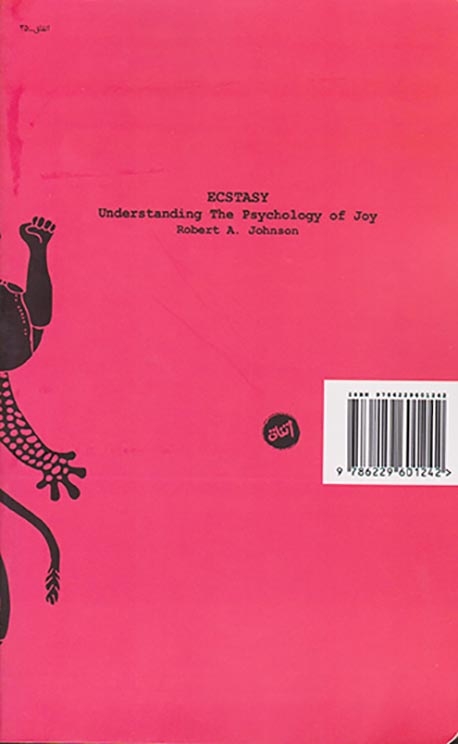 ECSTASY
Understanding The Psychology of Joy
Robert A. Johnson
ISBN 9786229601242
9 786229 601242 >